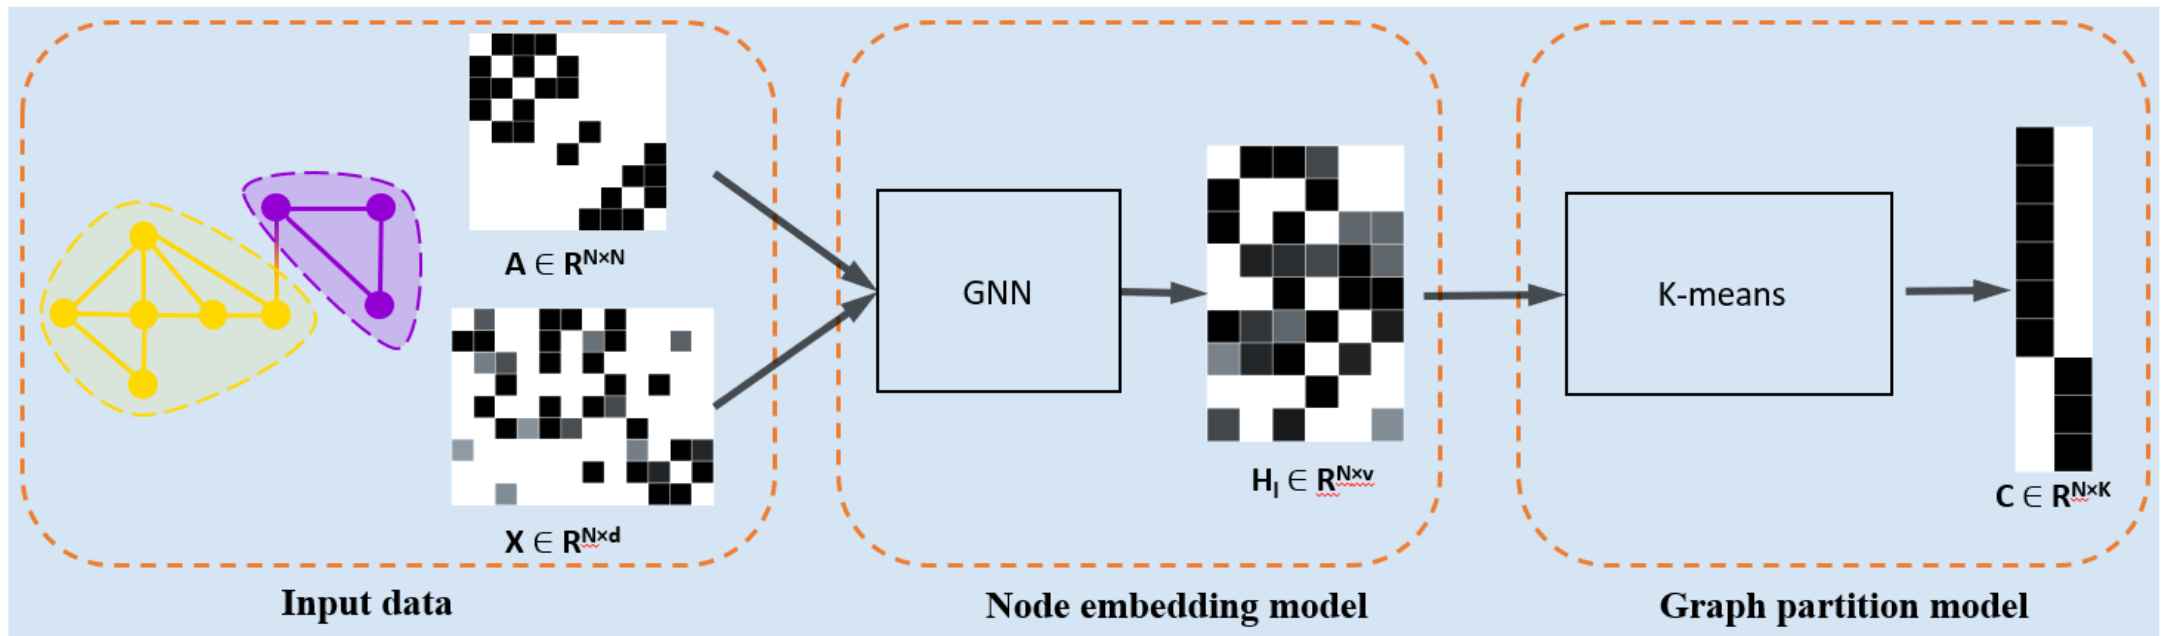 A ∈ R^N×N
X ∈ R^N×d
Input data
GNN
H_l ∈ R^N×v
Node embedding model
K-means
C ∈ R^N×K
Graph partition model